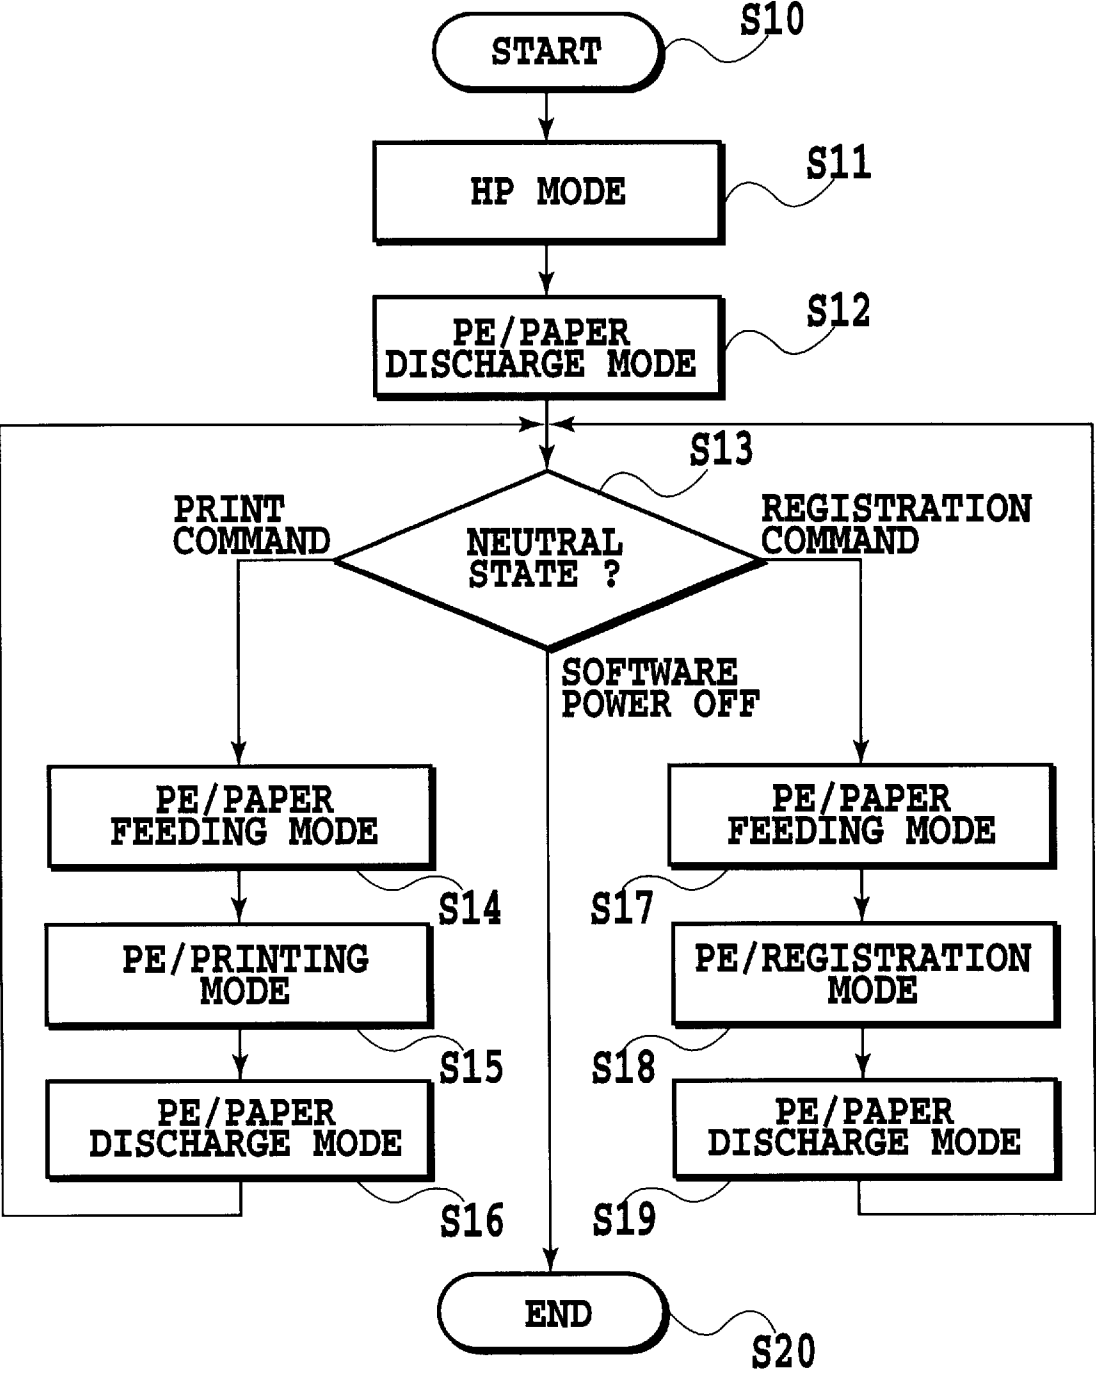 START
S10
HP MODE
S11
PE/PAPER
DISCHARGE MODE
S12
S13
PRINT
COMMAND
NEUTRAL
STATE ?
REGISTRATION
COMMAND
SOFTWARE
POWER OFF
PE/PAPER
FEEDING MODE
S14
PE/PRINTING
MODE
S15
PE/PAPER
DISCHARGE MODE
S16
PE/PAPER
FEEDING MODE
S17
PE/REGISTRATION
MODE
S18
PE/PAPER
DISCHARGE MODE
S19
END
S20